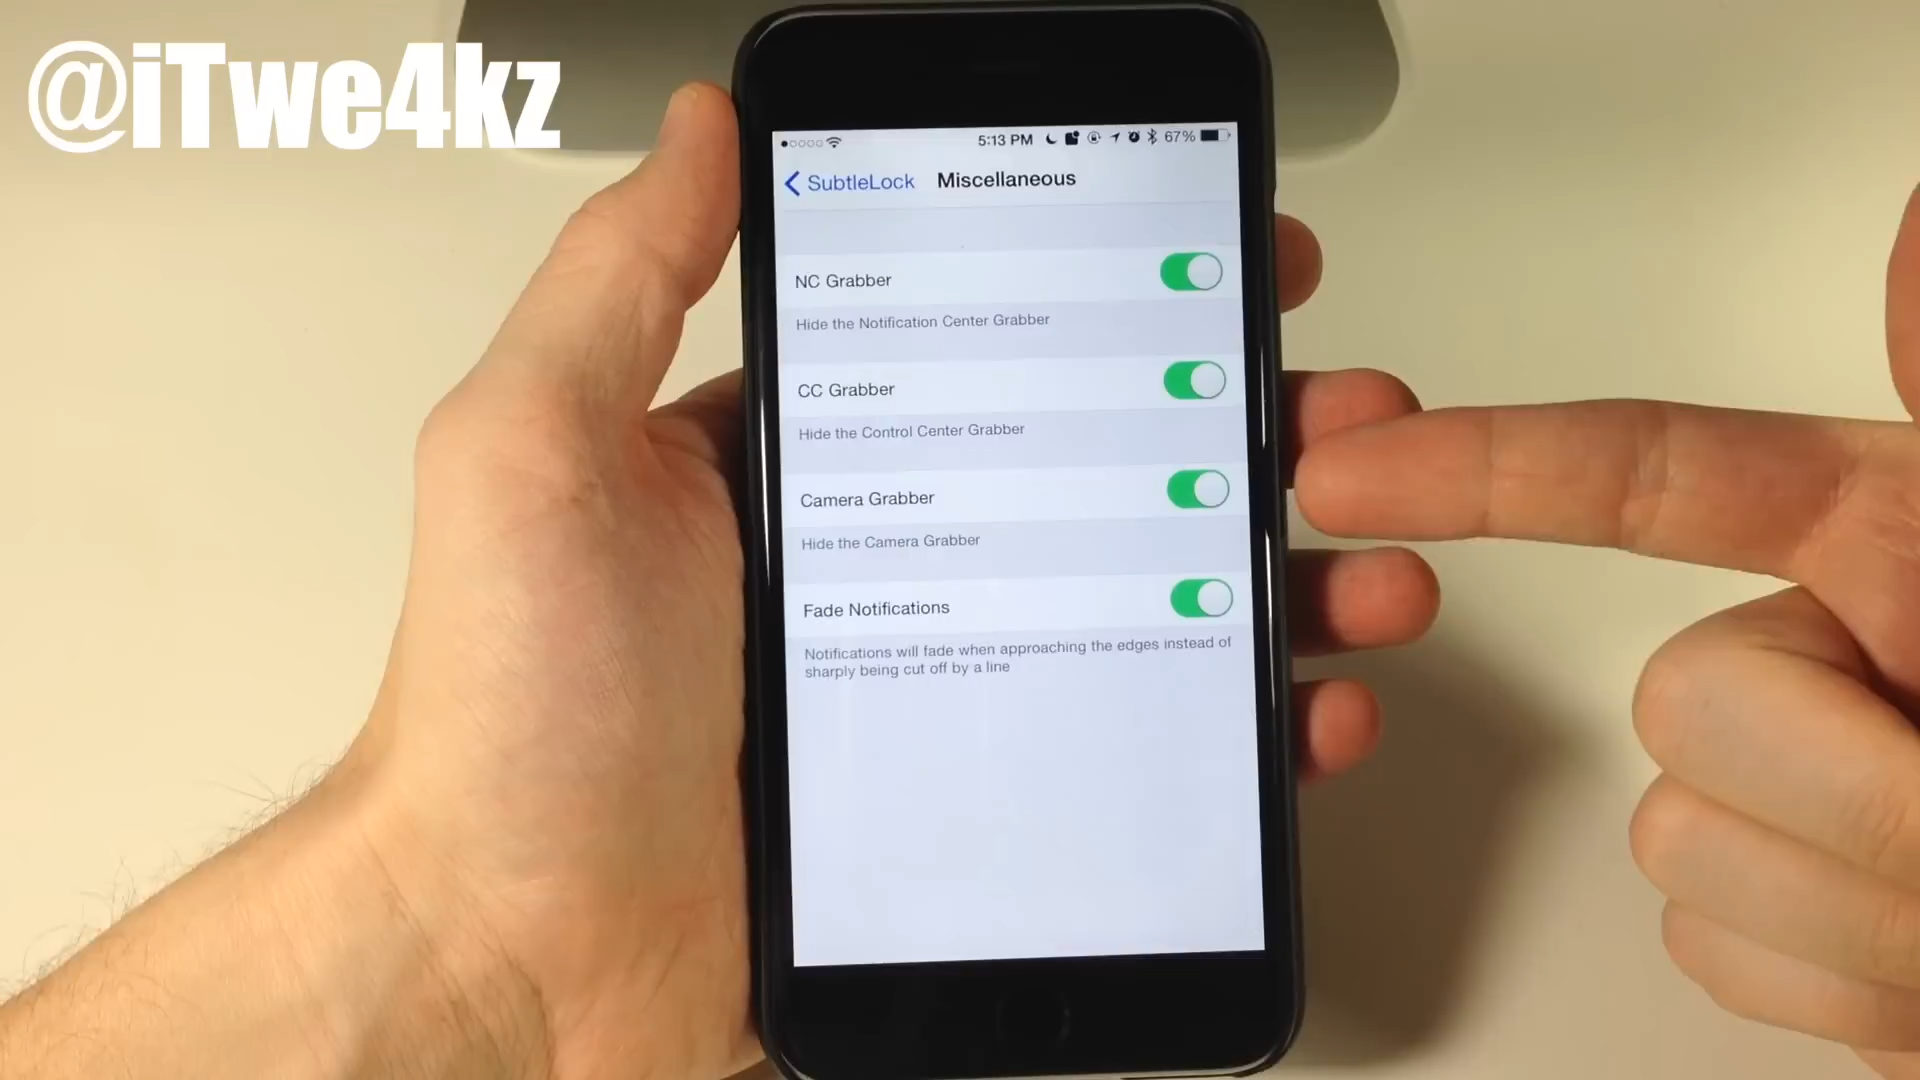 @iTwe4kz
5:13 PM 67%
SubtleLock Miscellaneous
NC Grabber
Hide the Notification Center Grabber
CC Grabber
Hide the Control Center Grabber
Camera Grabber
Hide the Camera Grabber
Fade Notifications
Notifications will fade when approaching the edges instead of
sharply being cut off by a line